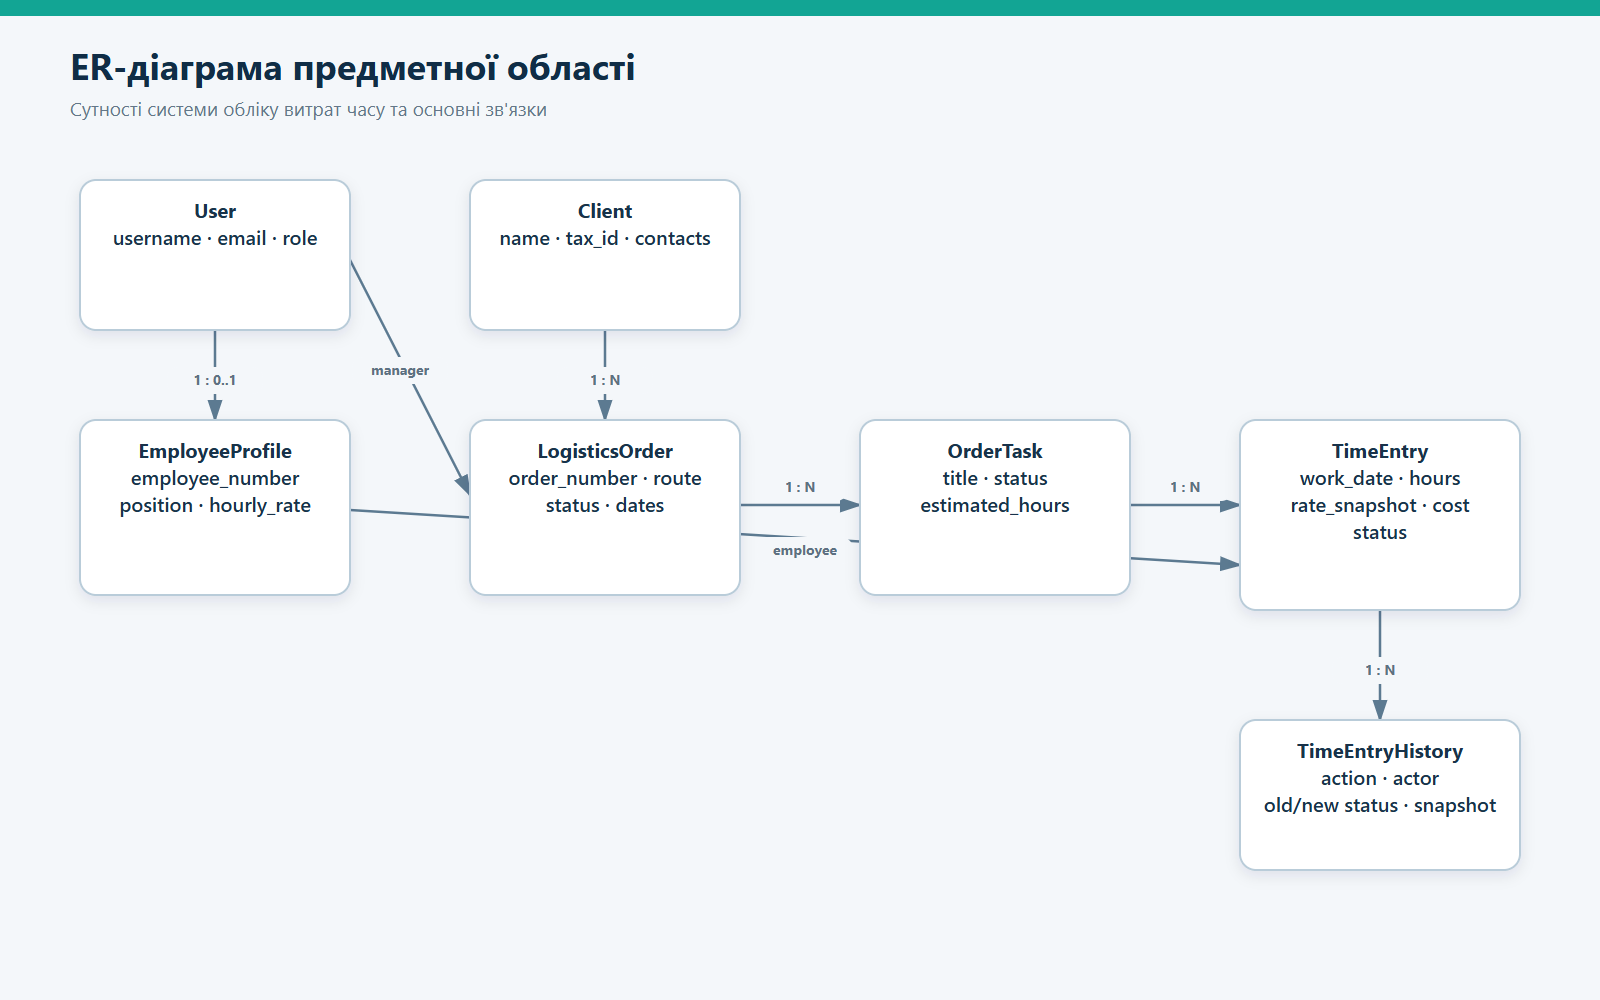 ER-діаграма предметної області
Сутності системи обліку витрат часу та основні зв'язки
User
username · email · role
Client
name · tax_id · contacts
manager
1 : 0..1
1 : N
EmployeeProfile
employee_number
position · hourly_rate
LogisticsOrder
order_number · route
status · dates
1 : N
employee
OrderTask
title · status
estimated_hours
1 : N
TimeEntry
work_date · hours
rate_snapshot · cost
status
1 : N
TimeEntryHistory
action · actor
old/new status · snapshot